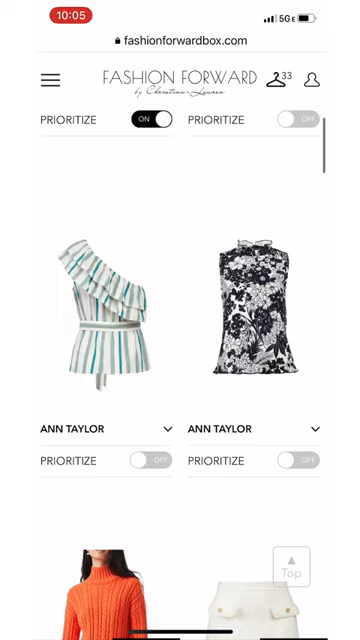 10:05
5G E
fashionforwardbox.com
FASHION FORWARD
33
by Christine-Lauren
PRIORITIZE ON
PRIORITIZE OFF
ANN TAYLOR
ANN TAYLOR
PRIORITIZE OFF
PRIORITIZE OFF
Top